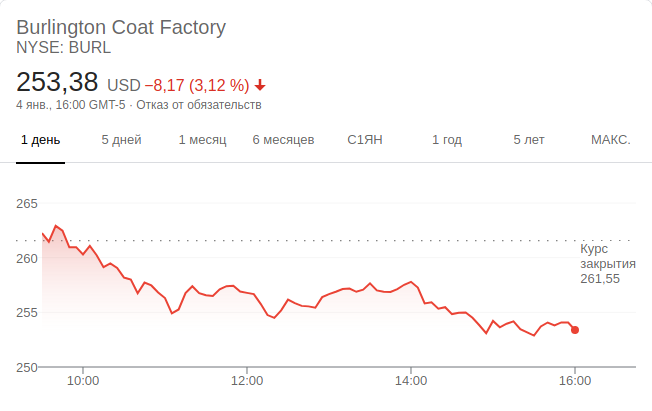 Burlington Coat Factory
NYSE: BURL
253,38 USD −8,17 (3,12 %)
4 янв., 16:00 GMT-5 · Отказ от обязательств
1 день 5 дней 1 месяц 6 месяцев С1ЯН 1 год 5 лет МАКС.
265
260
255
250
Курс
закрытия
261,55
10:00 12:00 14:00 16:00